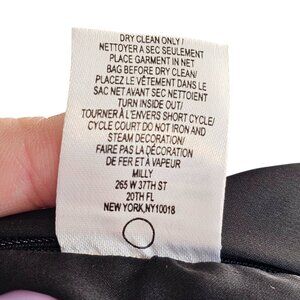 DRY CLEAN ONLY/
NETTOYER A SEC SEULEMENT
PLACE GARMENT IN NET
BAG BEFORE DRY CLEAN/
PLACEZ LE VÊTEMENT DANS LE
SAC NET AVANT SEC NETTOIENT
TURN INSIDE OUT/
TOURNER À L'ENVERS SHORT CYCLE/
CYCLE COURT DO NOT IRON AND
STEAM DECORATION/
FAIRE PAS LA DÉCORATION
DE FER ET À VAPEUR
MILLY
265 W 37TH ST
20TH FL
NEW YORK,NY10018